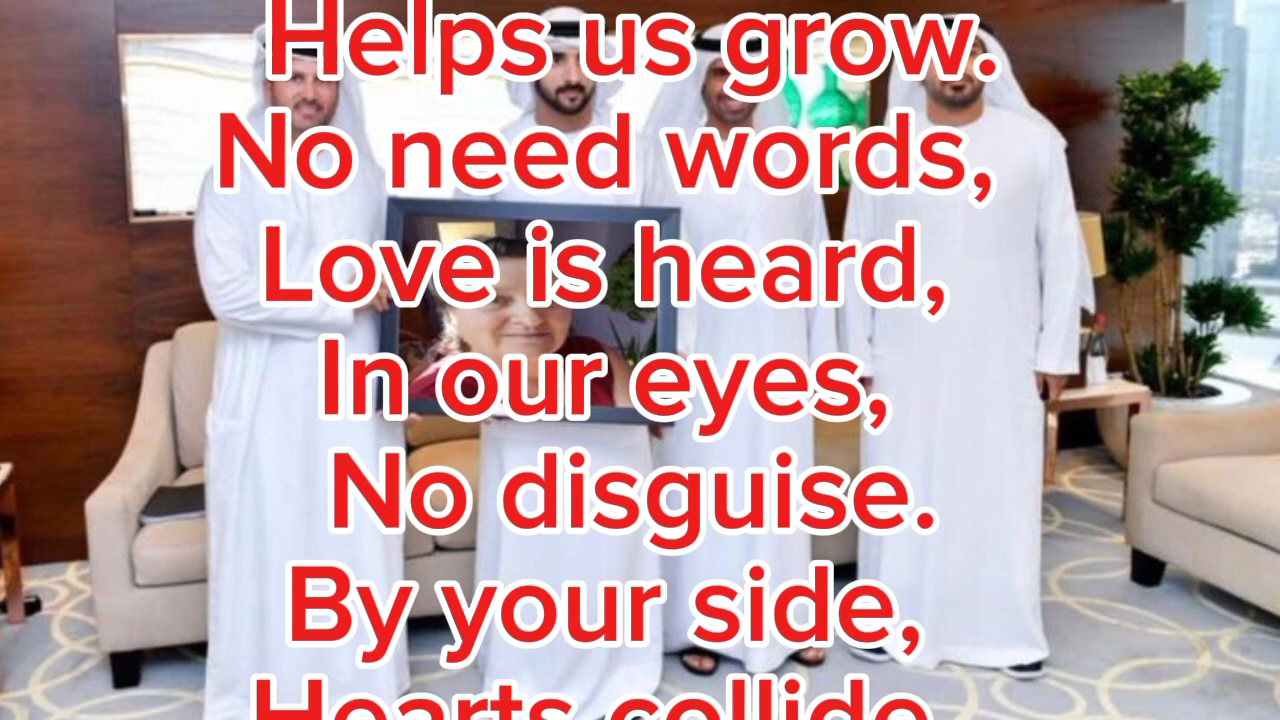 Helps us grow.
No need words,
Love is heard,
In our eyes,
No disguise.
By your side,
Hearts collide